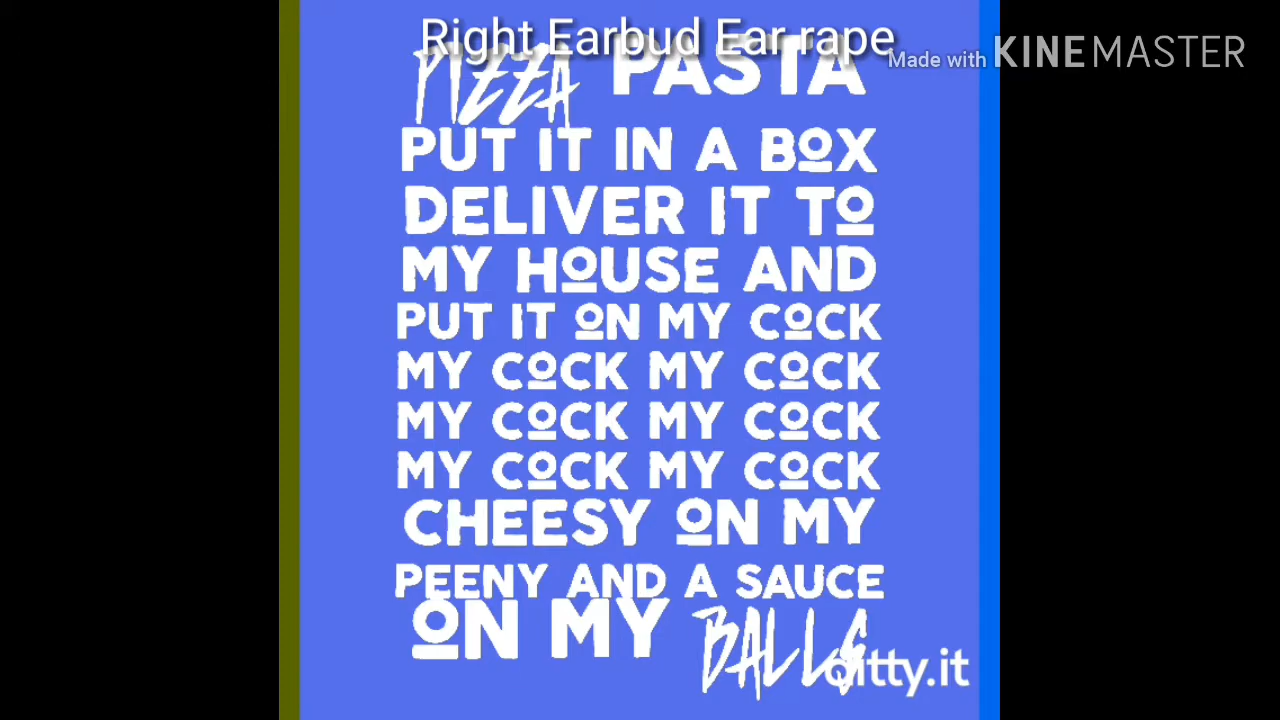 Right Earbud Ear rape
Made with KINEMASTER
PIZZA PASTA
PUT IT IN A BOX
DELIVER IT TO
MY HOUSE AND
PUT IT ON MY COCK
MY COCK MY COCK
MY COCK MY COCK
MY COCK MY COCK
CHEESY ON MY
PEENY AND A SAUCE
ON MY BALLS
ditty.it